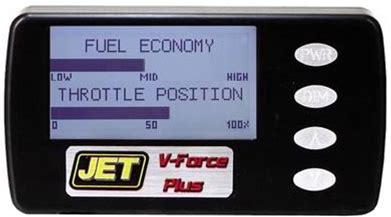 FUEL ECONOMY
LOW MID HIGH
THROTTLE POSITION
0 50 100%
PWR
DIM
JET V-Force
Plus